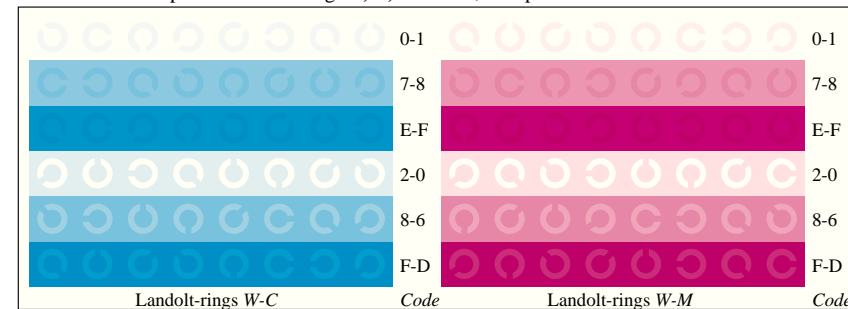 0-1 0-1
7-8 7-8
E-F E-F
2-0 2-0
8-6 8-6
F-D F-D
Landolt-rings W-C Code Landolt-rings W-M Code